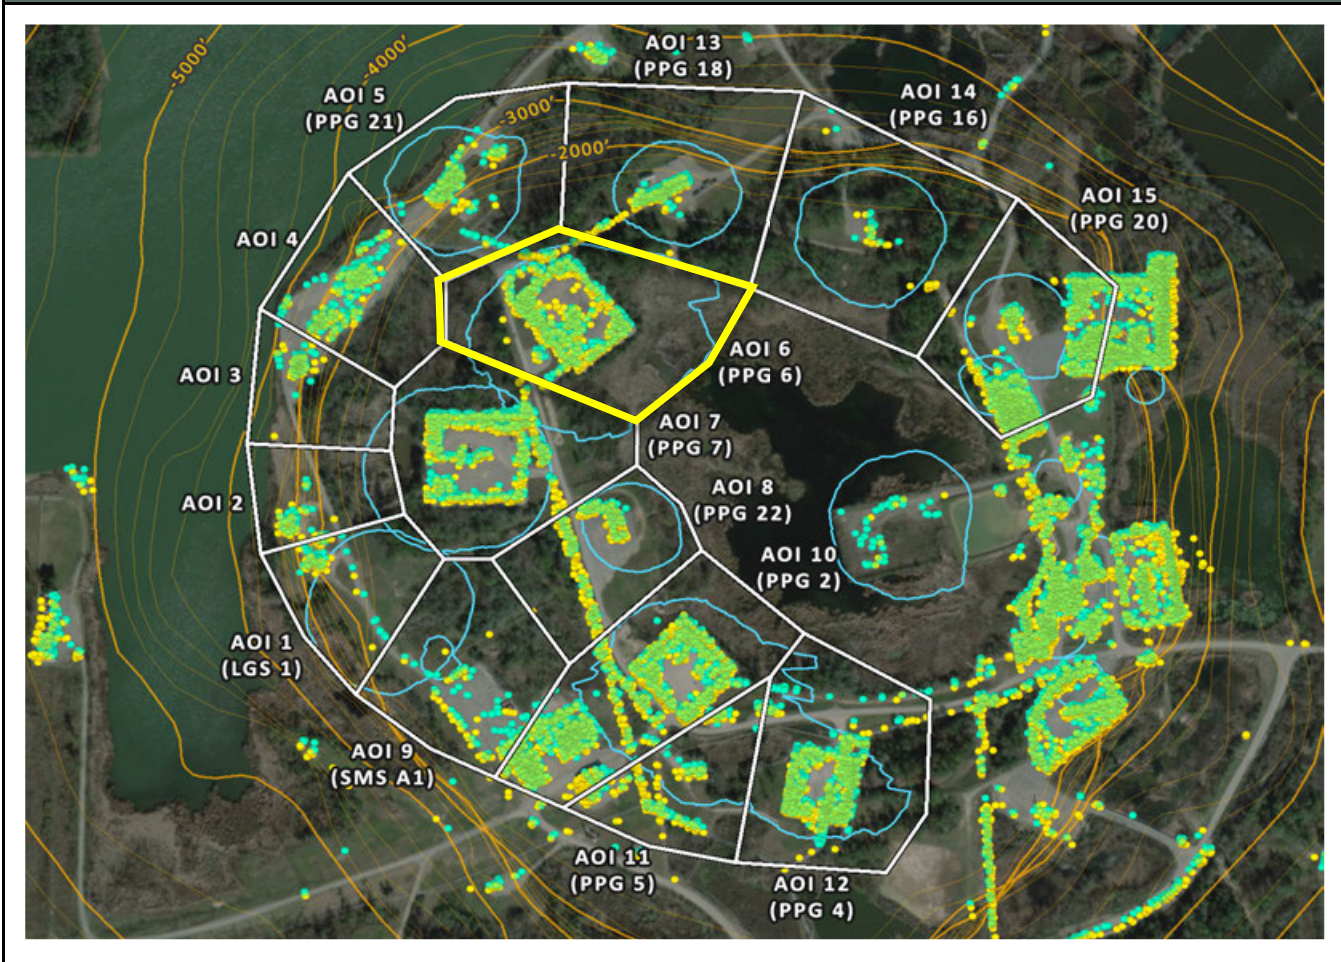 -5000'
-4000'
AOI 13
(PPG 18)
AOI 5
(PPG 21)
-3000'
-2000'
AOI 14
(PPG 16)
AOI 15
(PPG 20)
AOI 4
AOI 6
(PPG 6)
AOI 3
AOI 7
(PPG 7)
AOI 2
AOI 8
(PPG 22)
AOI 10
(PPG 2)
AOI 1
(LGS 1)
AOI 9
(SMS A1)
AOI 11
(PPG 5)
AOI 12
(PPG 4)